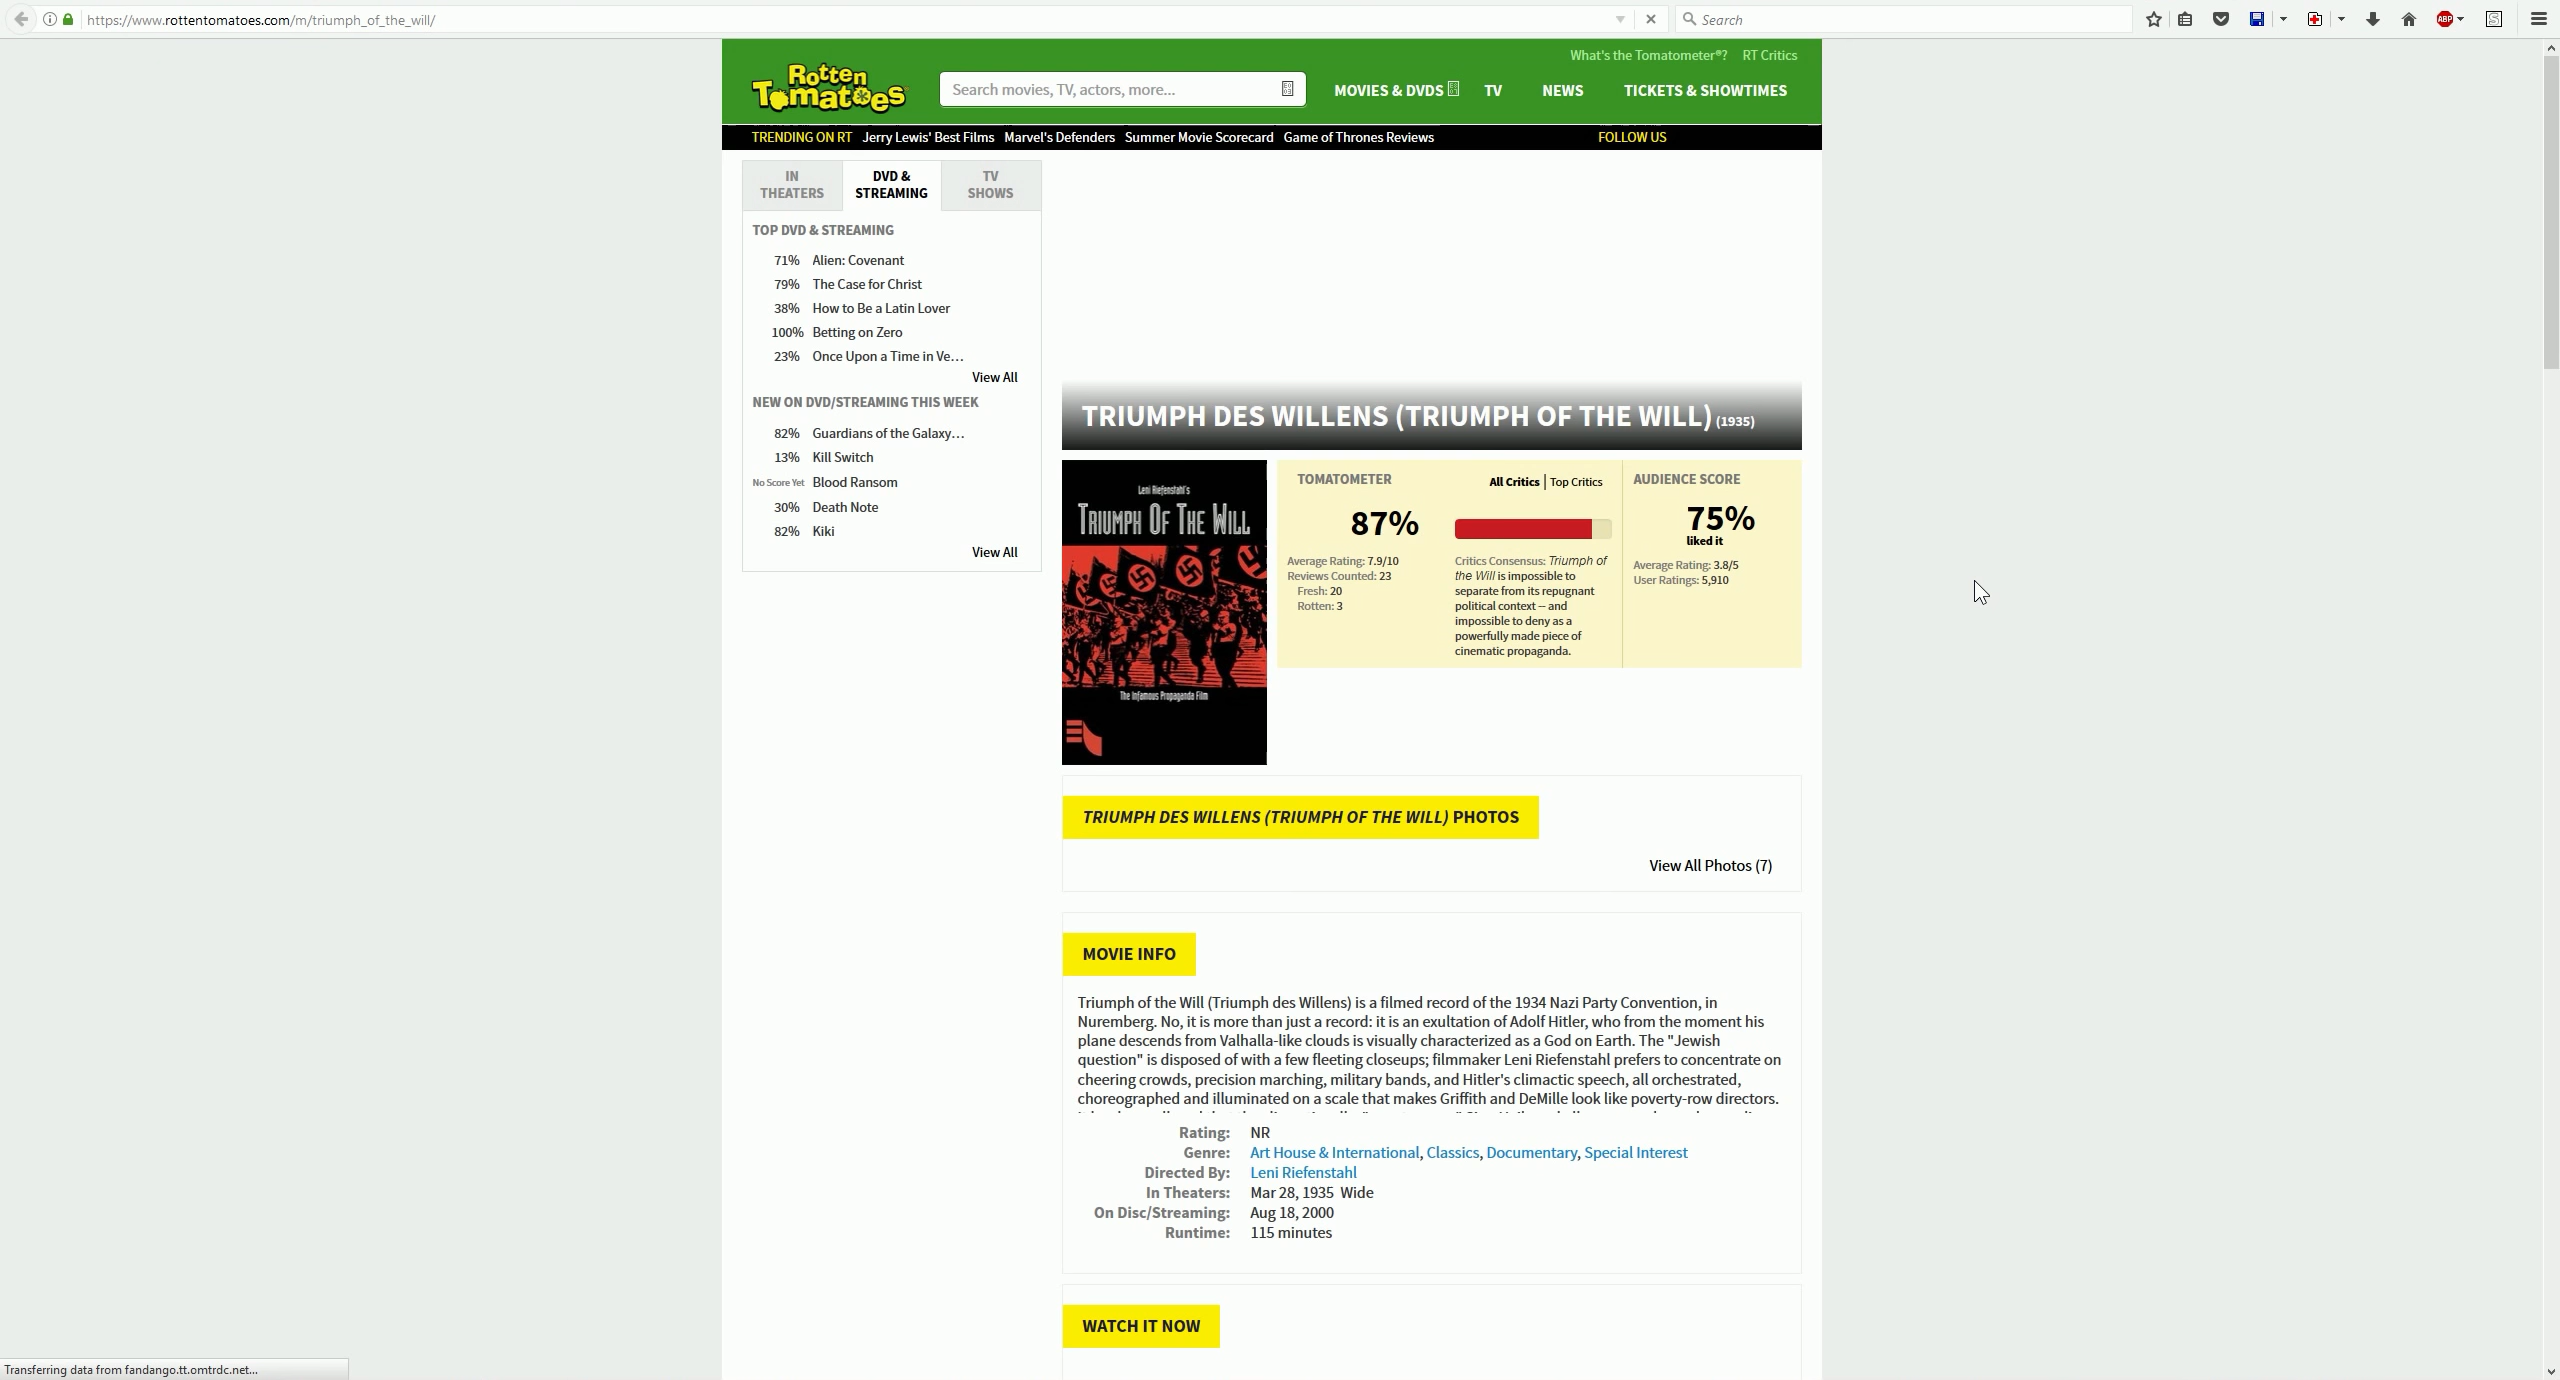 https://www.rottentomatoes.com/m/triumph_of_the_will/
Search
What's the Tomatometer®? RT Critics
Rotten
Tomatoes
Search movies, TV, actors, more...
MOVIES & DVDS TV NEWS TICKETS & SHOWTIMES
TRENDING ON RT Jerry Lewis' Best Films Marvel's Defenders Summer Movie Scorecard Game of Thrones Reviews FOLLOW US
IN THEATERS
DVD & STREAMING
TV SHOWS
TOP DVD & STREAMING
71% Alien: Covenant
79% The Case for Christ
38% How to Be a Latin Lover
100% Betting on Zero
23% Once Upon a Time in Ve...
View All
NEW ON DVD/STREAMING THIS WEEK
82% Guardians of the Galaxy...
13% Kill Switch
No Score Yet Blood Ransom
30% Death Note
82% Kiki
View All
TRIUMPH DES WILLENS (TRIUMPH OF THE WILL) (1935)
Leni Riefenstahl's
TRIUMPH OF THE WILL
The Infamous Propaganda Film
TOMATOMETER
All Critics | Top Critics
87%
Average Rating: 7.9/10
Reviews Counted: 23
Fresh: 20
Rotten: 3
Critics Consensus: Triumph of
the Will is impossible to
separate from its repugnant
political context -- and
impossible to deny as a
powerfully made piece of
cinematic propaganda.
AUDIENCE SCORE
75%
liked it
Average Rating: 3.8/5
User Ratings: 5,910
TRIUMPH DES WILLENS (TRIUMPH OF THE WILL) PHOTOS
View All Photos (7)
MOVIE INFO
Triumph of the Will (Triumph des Willens) is a filmed record of the 1934 Nazi Party Convention, in
Nuremberg. No, it is more than just a record: it is an exultation of Adolf Hitler, who from the moment his
plane descends from Valhalla-like clouds is visually characterized as a God on Earth. The "Jewish
question" is disposed of with a few fleeting closeups; filmmaker Leni Riefenstahl prefers to concentrate on
cheering crowds, precision marching, military bands, and Hitler's climactic speech, all orchestrated,
choreographed and illuminated on a scale that makes Griffith and DeMille look like poverty-row directors.
Rating: NR
Genre: Art House & International, Classics, Documentary, Special Interest
Directed By: Leni Riefenstahl
In Theaters: Mar 28, 1935 Wide
On Disc/Streaming: Aug 18, 2000
Runtime: 115 minutes
WATCH IT NOW
Transferring data from fandango.tt.omtrdc.net...